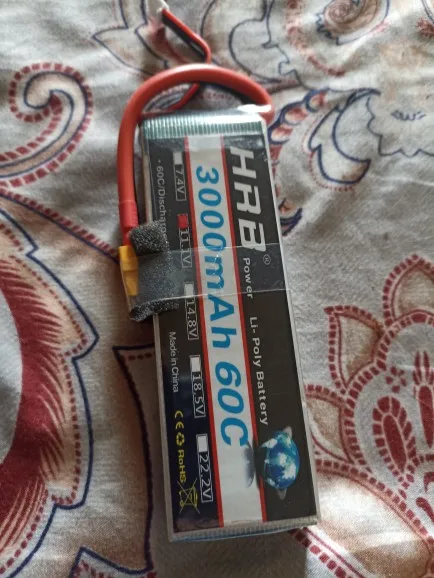 HRB®
Power Li-Poly Battery
3000mAh 60C
7.4V
11.1V
14.8V
18.5V
22.2V
60C/Discharge
Made in China
CE RoHS